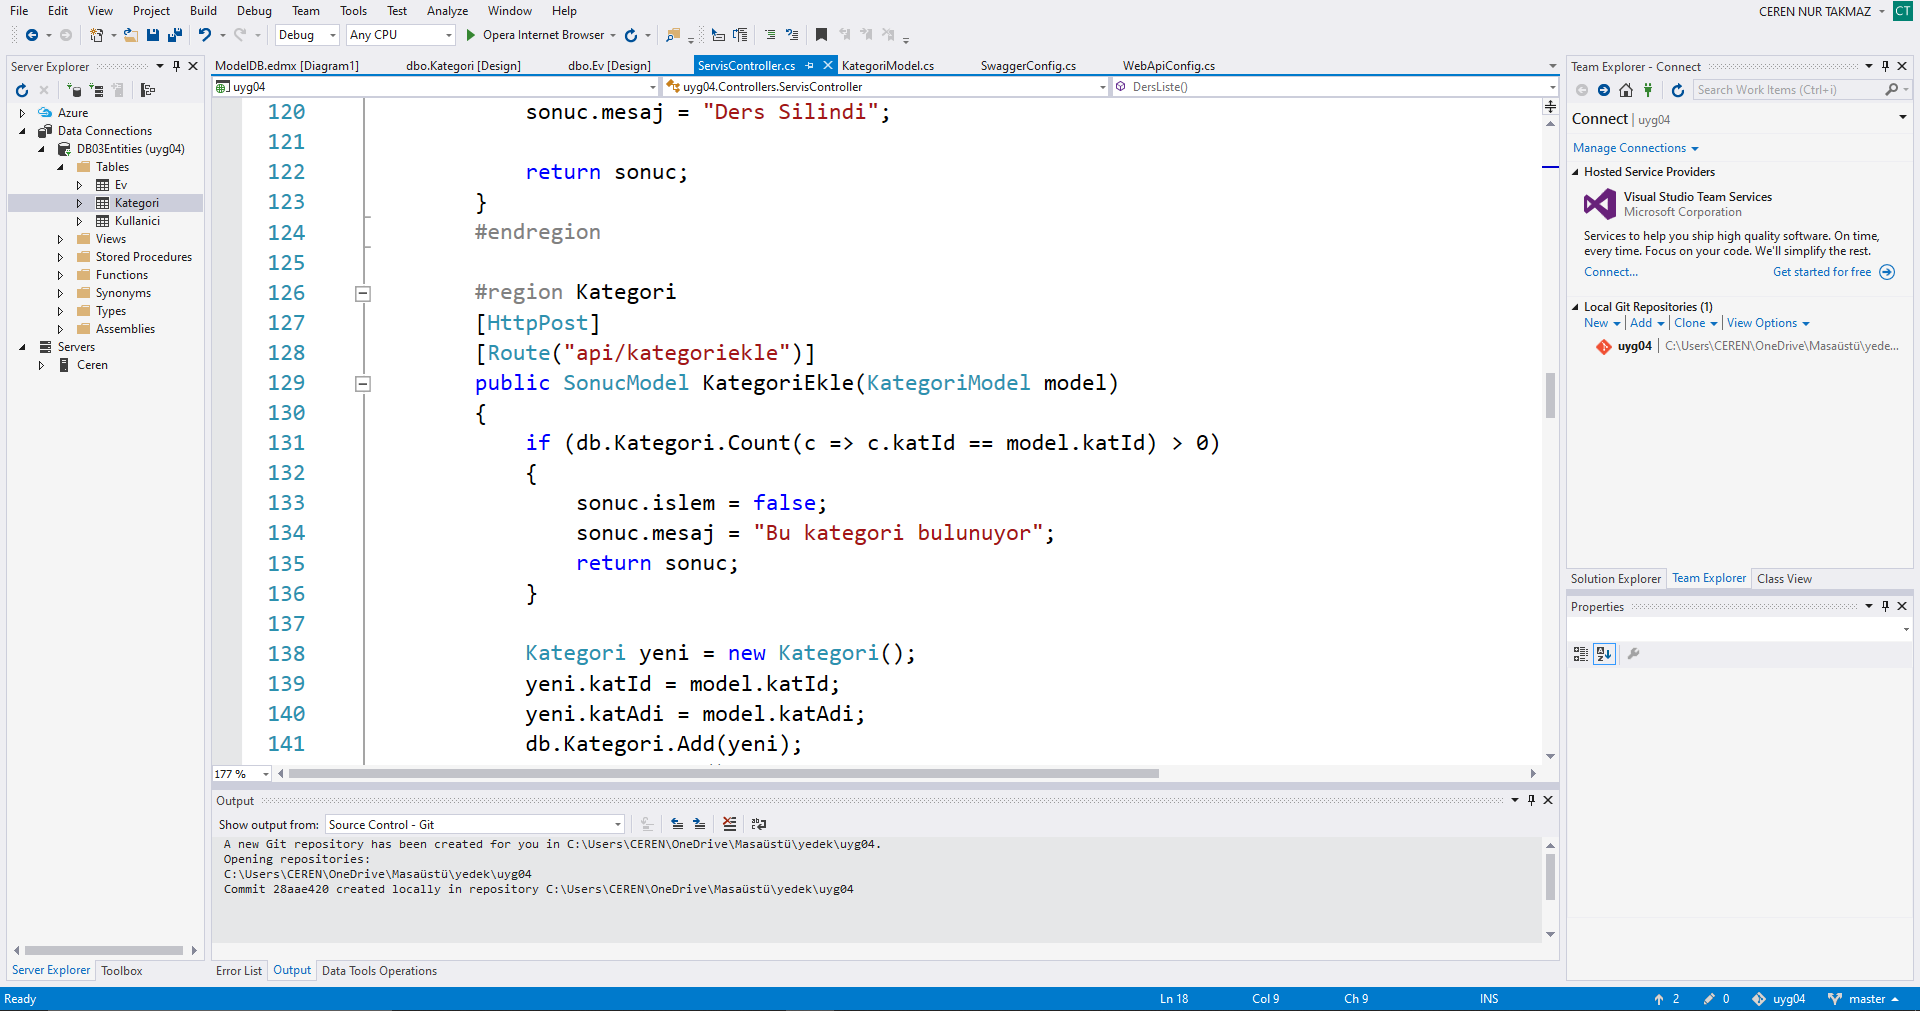 File Edit View Project Build Debug Team Tools Test Analyze Window Help
CEREN NUR TAKMAZ CT
Debug Any CPU Opera Internet Browser
Server Explorer
Azure
Data Connections
DB03Entities (uyg04)
Tables
Ev
Kategori
Kullanici
Views
Stored Procedures
Functions
Synonyms
Types
Assemblies
Servers
Ceren
Server Explorer Toolbox
ModelDB.edmx [Diagram1] dbo.Kategori [Design] dbo.Ev [Design] ServisController.cs KategoriModel.cs SwaggerConfig.cs WebApiConfig.cs
uyg04 uyg04.Controllers.ServisController DersListe()
120 sonuc.mesaj = "Ders Silindi";
121
122 return sonuc;
123 }
124 #endregion
125
126 #region Kategori
127 [HttpPost]
128 [Route("api/kategoriekle")]
129 public SonucModel KategoriEkle(KategoriModel model)
130 {
131 if (db.Kategori.Count(c => c.katId == model.katId) > 0)
132 {
133 sonuc.islem = false;
134 sonuc.mesaj = "Bu kategori bulunuyor";
135 return sonuc;
136 }
137
138 Kategori yeni = new Kategori();
139 yeni.katId = model.katId;
140 yeni.katAdi = model.katAdi;
141 db.Kategori.Add(yeni);
177 %
Output
Show output from: Source Control - Git
A new Git repository has been created for you in C:\Users\CEREN\OneDrive\Masaüstü\yedek\uyg04.
Opening repositories:
C:\Users\CEREN\OneDrive\Masaüstü\yedek\uyg04
Commit 28aae420 created locally in repository C:\Users\CEREN\OneDrive\Masaüstü\yedek\uyg04
Error List Output Data Tools Operations
Team Explorer - Connect
Search Work Items (Ctrl+i)
Connect | uyg04
Manage Connections
Hosted Service Providers
Visual Studio Team Services
Microsoft Corporation
Services to help you ship high quality software. On time,
every time. Focus on your code. We'll simplify the rest.
Connect... Get started for free
Local Git Repositories (1)
New | Add | Clone | View Options
uyg04 | C:\Users\CEREN\OneDrive\Masaüstü\yede...
Solution Explorer Team Explorer Class View
Properties
Ready Ln 18 Col 9 Ch 9 INS 2 0 uyg04 master